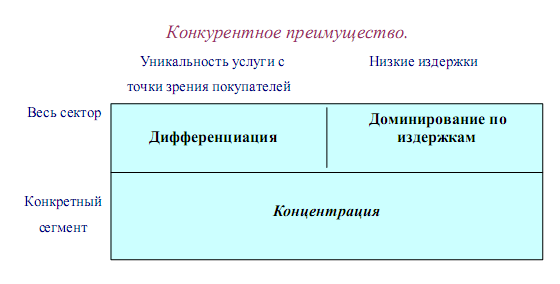 Конкурентное преимущество.
Уникальность услуги с
точки зрения покупателей
Низкие издержки
Весь сектор
Дифференциация
Доминирование по
издержкам
Конкретный
сегмент
Концентрация